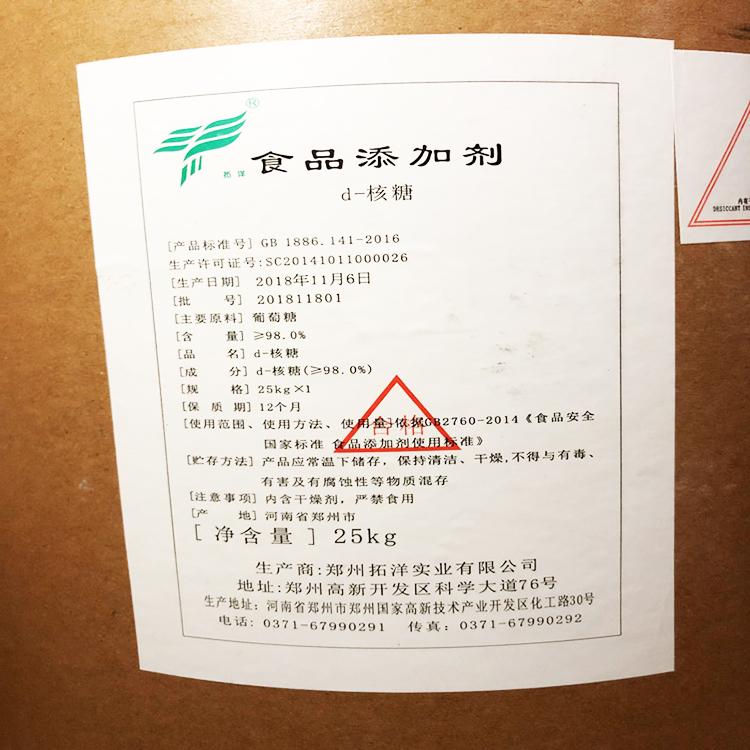 ®
拓洋
食品添加剂
d-核糖
[产品标准号] GB 1886.141-2016
生产许可证号:SC20141011000026
[生产日期] 2018年11月6日
[批 号] 201811801
[主要原料] 葡萄糖
[含 量] ≥98.0%
[品 名] d-核糖
[成 分] d-核糖(≥98.0%)
[规 格] 25kg×1
[保 质 期] 12个月
[使用范围、使用方法、使用量]依据GB2760-2014《食品安全
国家标准 食品添加剂使用标准》
合格
[贮存方法] 产品应常温下储存，保持清洁、干燥,不得与有毒、
有害及有腐蚀性等物质混存
[注意事项] 内含干燥剂，严禁食用
[产 地] 河南省郑州市
[ 净含量 ] 25kg
生产商:郑州拓洋实业有限公司
地址:郑州高新开发区科学大道76号
生产地址: 河南省郑州市郑州国家高新技术产业开发区化工路30号
电话: 0371-67990291 传真: 0371-67990292
DESICCANT